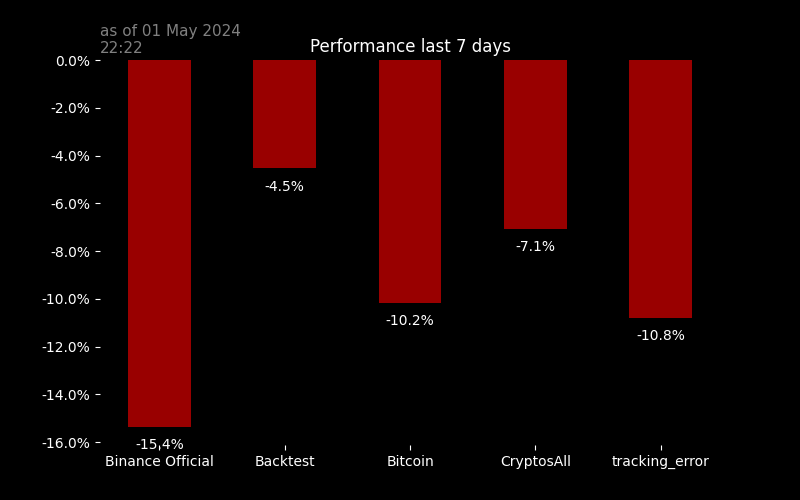 as of 01 May 2024
22:22
Performance last 7 days
0.0%
-2.0%
-4.0%
-6.0%
-8.0%
-10.0%
-12.0%
-14.0%
-16.0%
-15.4%
-4.5%
-10.2%
-7.1%
-10.8%
Binance Official
Backtest
Bitcoin
CryptosAll
tracking_error